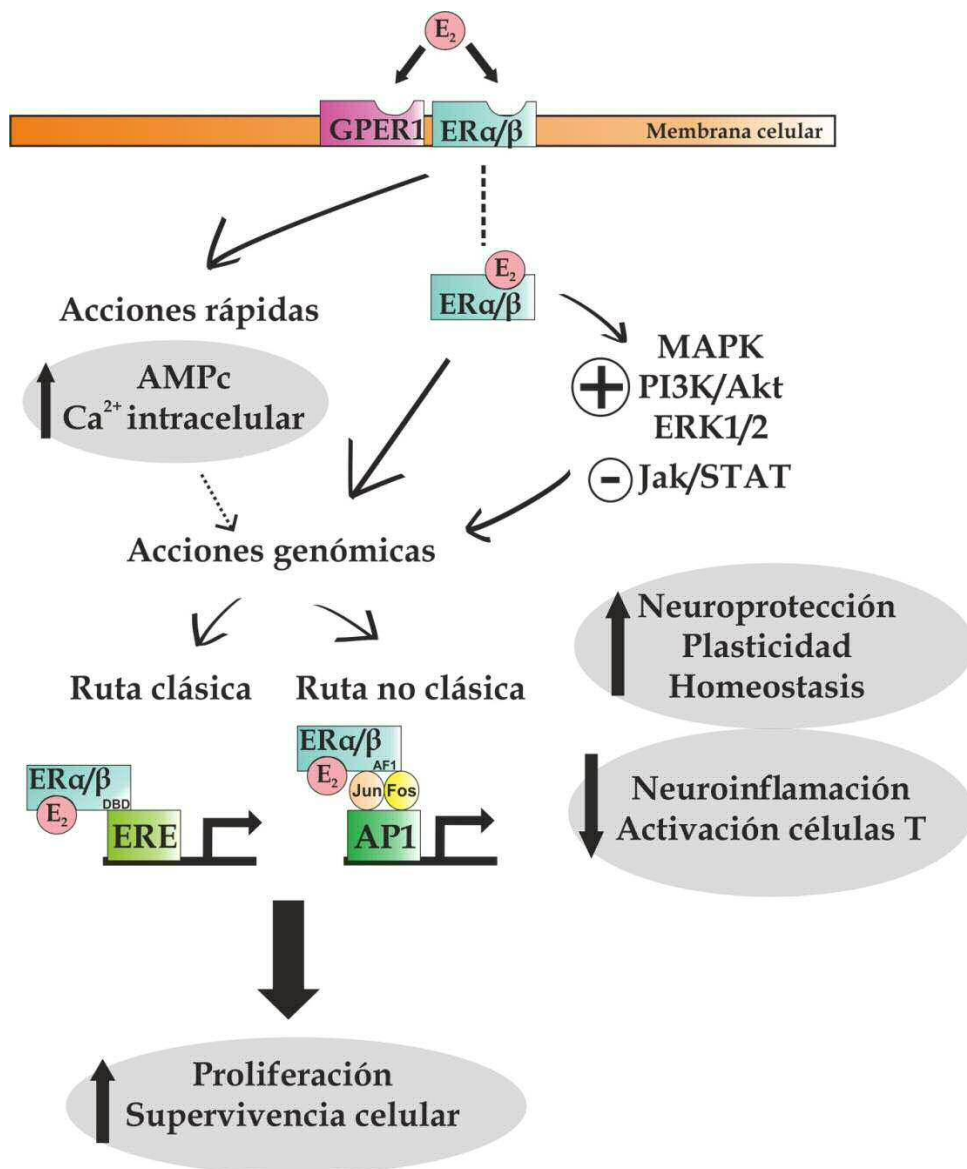 E₂
GPER1 ERα/β Membrana celular
E₂
ERα/β
Acciones rápidas
AMPc
Ca²⁺ intracelular
MAPK
+ PI3K/Akt
ERK1/2
- Jak/STAT
Acciones genómicas
Ruta clásica
Ruta no clásica
ERα/β
DBD
E₂
ERE
ERα/β
AF1
E₂
Jun Fos
AP1
Neuroprotección
Plasticidad
Homeostasis
Neuroinflamación
Activación células T
Proliferación
Supervivencia celular